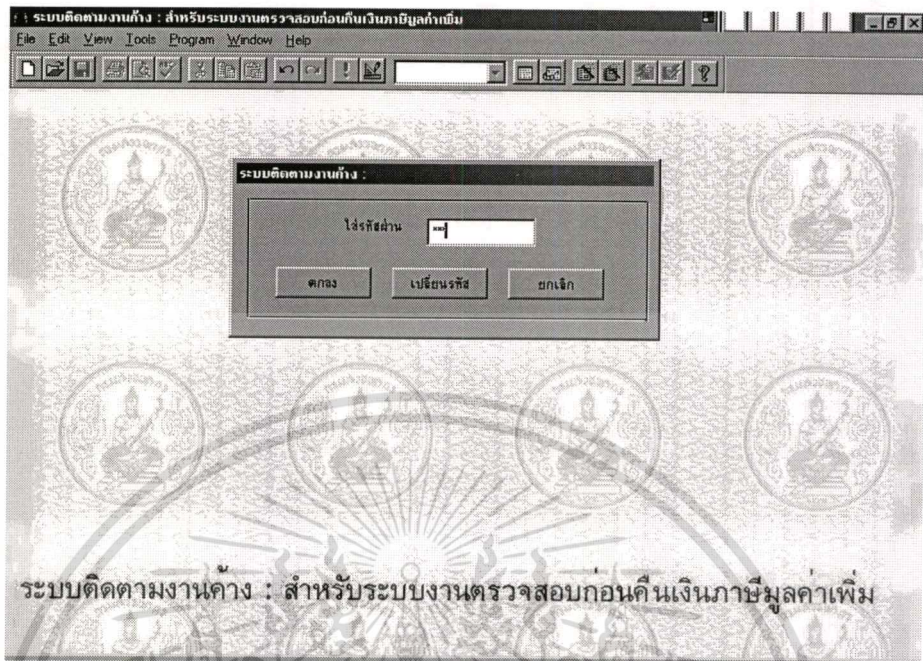 ระบบติดตามงานค้าง : สำหรับระบบงานตรวจสอบก่อนคืนเงินภาษีมูลค่าเพิ่ม
File Edit View Tools Program Window Help
ระบบติดตามงานค้าง :
ใส่รหัสผ่าน ***
ตกลง เปลี่ยนรหัส ยกเลิก
ระบบติดตามงานค้าง : สำหรับระบบงานตรวจสอบก่อนคืนเงินภาษีมูลค่าเพิ่ม